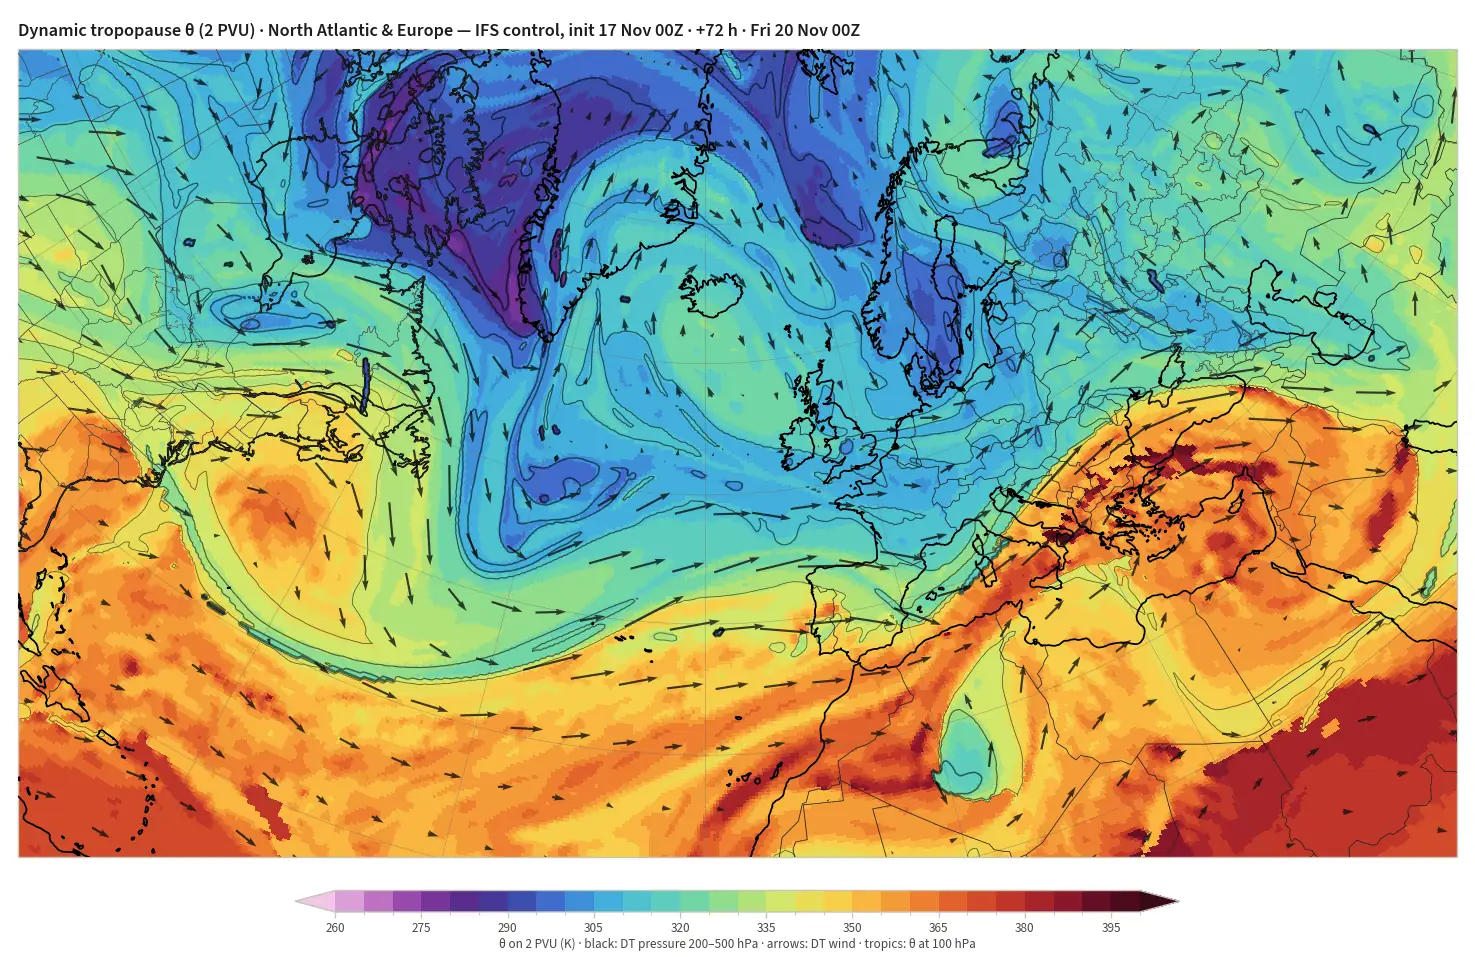 Dynamic tropopause θ (2 PVU) · North Atlantic & Europe — IFS control, init 17 Nov 00Z · +72 h · Fri 20 Nov 00Z
260 275 290 305 320 335 350 365 380 395
θ on 2 PVU (K) · black: DT pressure 200–500 hPa · arrows: DT wind · tropics: θ at 100 hPa